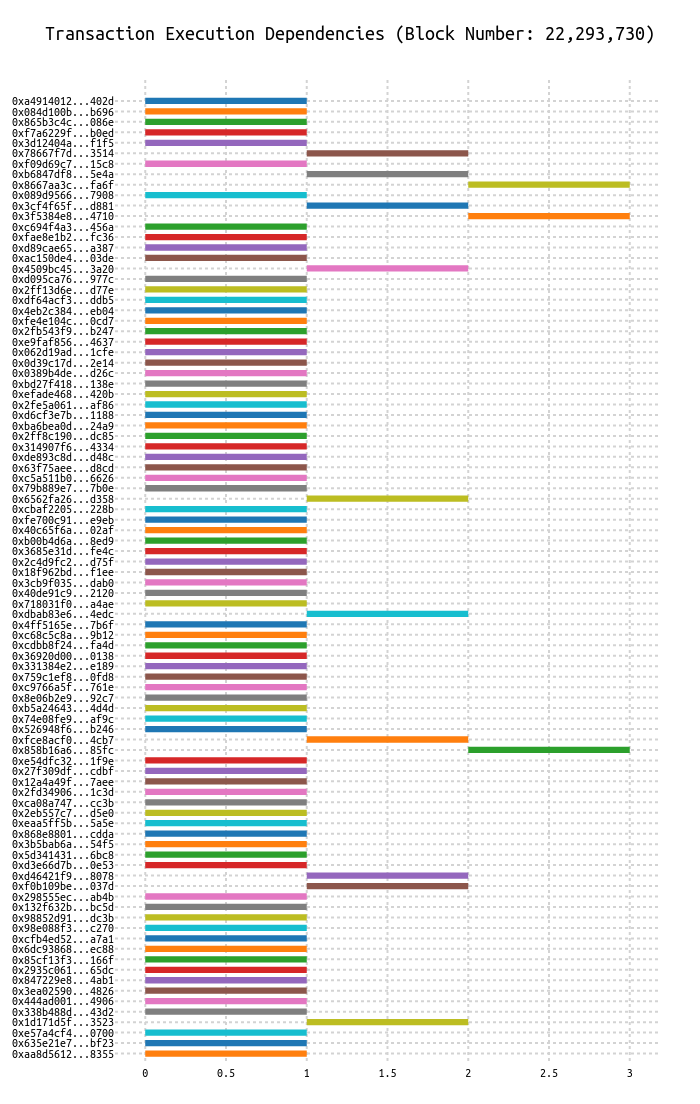 Transaction Execution Dependencies (Block Number: 22,293,730)
0xa4914012...402d
0x084d100b...b696
0x865b3c4c...086e
0xf7a6229f...b0ed
0x3d12404a...f1f5
0x78667f7d...3514
0xf09d69c7...15c8
0xb6847df8...5e4a
0x8667aa3c...fa6f
0x089d9566...7908
0x3cf4f65f...d881
0x3f5384e8...4710
0xc694f4a3...456a
0xfae8e1b2...fc36
0xd89cae65...a387
0xac150de4...03de
0x4509bc45...3a20
0xd095ca76...977c
0x2ff13d6e...d77e
0xdf64acf3...ddb5
0x4eb2c384...eb04
0xfe4e104c...0cd7
0x2fb543f9...b247
0xe9faf856...4637
0x062d19ad...1cfe
0x0d39c17d...2e14
0x0389b4de...d26c
0xbd27f418...138e
0xefade468...420b
0x2fe5a061...af86
0xd6cf3e7b...1188
0xba6bea0d...24a9
0x2ff8c190...dc85
0x314907f6...4334
0xde893c8d...d48c
0x63f75aee...d8cd
0xc5a511b0...6626
0x79b889e7...7b0e
0x6562fa26...d358
0xcbaf2205...228b
0xfe700c91...e9eb
0x40c65f6a...02af
0xb00b4d6a...8ed9
0x3685e31d...fe4c
0x2c4d9fc2...d75f
0x18f962bd...f1ee
0x3cb9f035...dab0
0x40de91c9...2120
0x718031f0...a4ae
0xdbab83e6...4edc
0x4ff5165e...7b6f
0xc68c5c8a...9b12
0xcdbb8f24...fa4d
0x36920d00...0138
0x331384e2...e189
0x759c1ef8...0fd8
0xc9766a5f...761e
0x8e06b2e9...92c7
0xb5a24643...4d4d
0x74e08fe9...af9c
0x526948f6...b246
0xfce8acf0...4cb7
0x858b16a6...85fc
0xe54dfc32...1f9e
0x27f309df...cdbf
0x12a4a49f...7aee
0x2fd34906...1c3d
0xca08a747...cc3b
0x2eb557c7...d5e0
0xeaa5ff5b...5a5e
0x868e8801...cdda
0x3b5bab6a...54f5
0x5d341431...6bc8
0xd3e66d7b...0e53
0xd46421f9...8078
0xf0b109be...037d
0x298555ec...ab4b
0x132f632b...bc5d
0x98852d91...dc3b
0x98e088f3...c270
0xcfb4ed52...a7a1
0x6dc93868...ec88
0x85cf13f3...166f
0x2935c061...65dc
0x847229e8...4ab1
0x3ea02590...4826
0x444ad001...4906
0x338b488d...43d2
0x1d171d5f...3523
0xe57a4cf4...0700
0x635e21e7...bf23
0xaa8d5612...8355
0 0.5 1 1.5 2 2.5 3